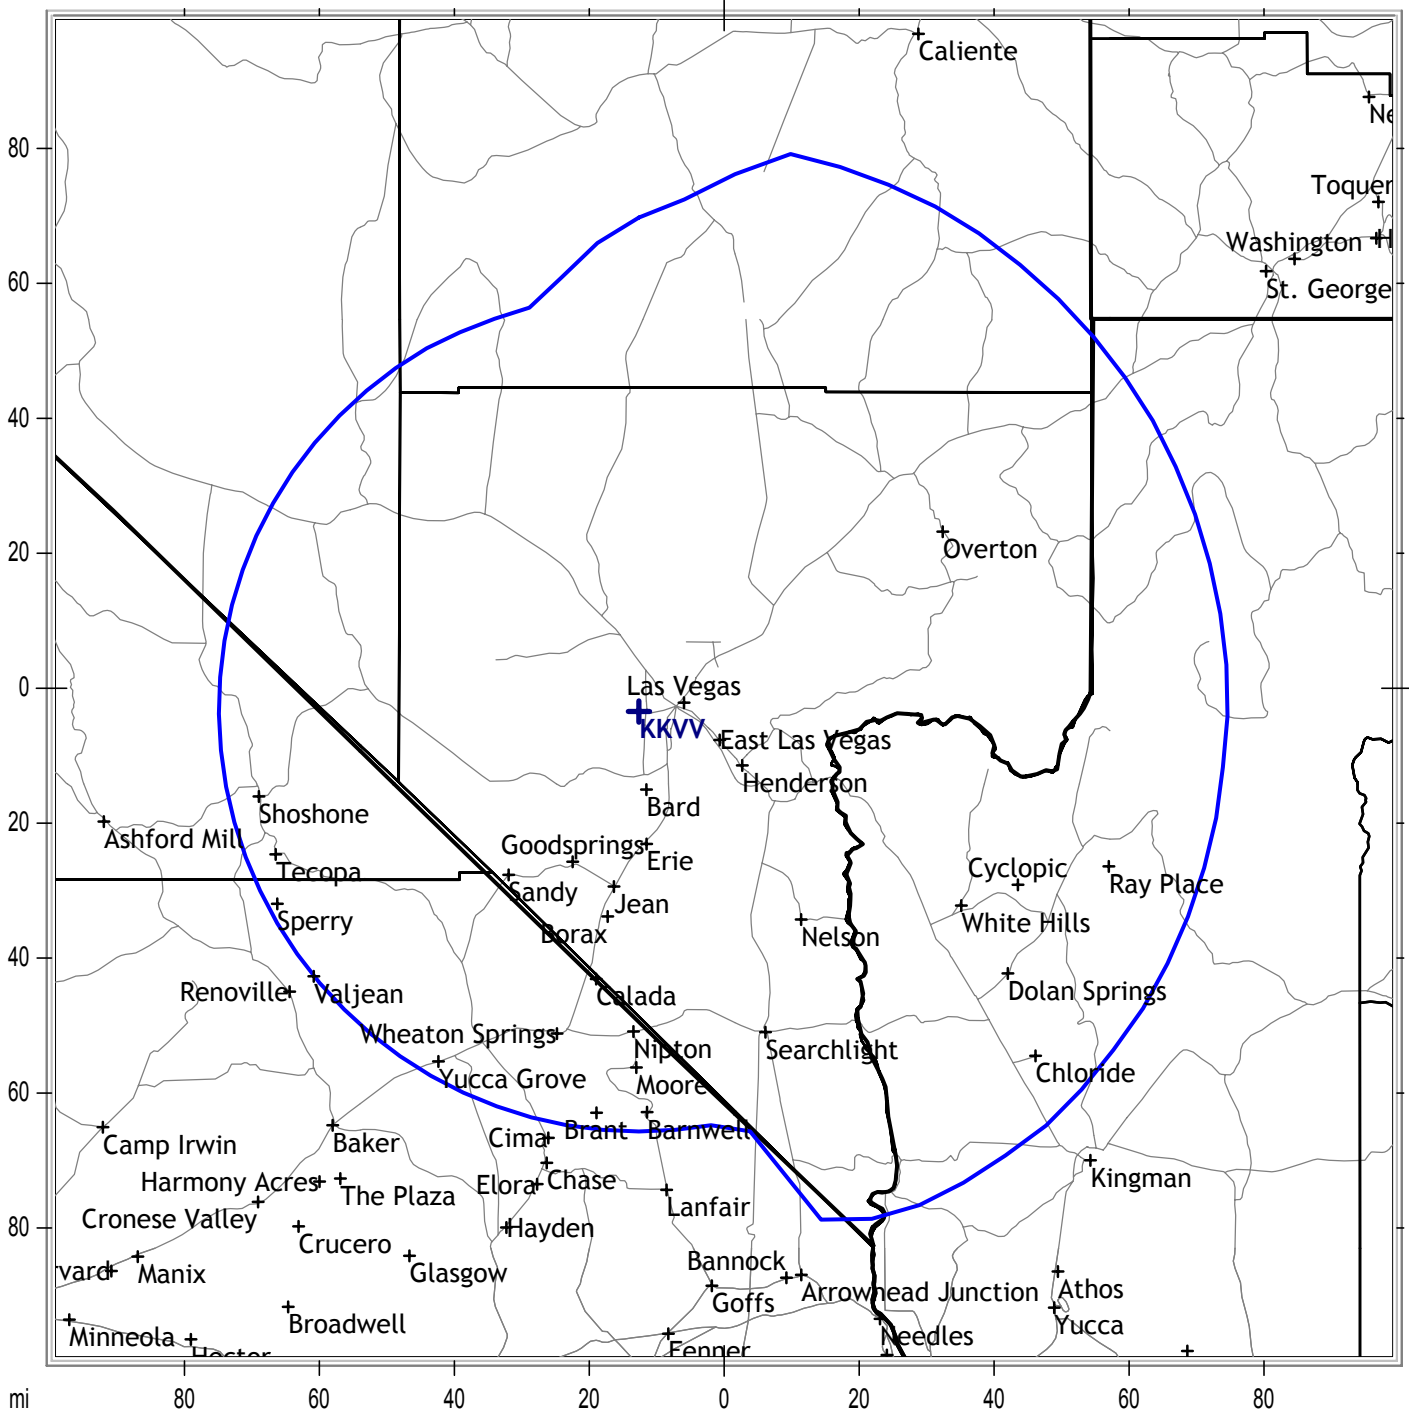 Caliente
Ne
80
Toquer
Washington
60
St. George
40
20
Overton
0
Las Vegas
KKVV
East Las Vegas
Henderson
Bard
Shoshone
20
Ashford Mill
Goodsprings
Erie
Tecopa
Cyclopic
Ray Place
Sandy
Jean
Sperry
White Hills
Borax
Nelson
40
Renoville
Valjean
Calada
Dolan Springs
Wheaton Springs
Nipton
Searchlight
Yucca Grove
Moore
Chloride
60
Camp Irwin
Baker
Cima
Brant
Barnwell
Harmony Acres
The Plaza
Elora
Chase
Kingman
Cronese Valley
Lanfair
80
Crucero
Hayden
rvard
Manix
Glasgow
Bannock
Goffs
Arrowhead Junction
Athos
Minneola
Broadwell
Needles
Yucca
Hector
Fenner
mi 80 60 40 20 0 20 40 60 80